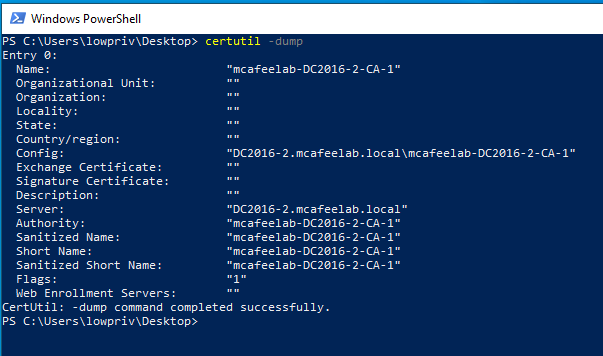 Windows PowerShell
PS C:\Users\lowpriv\Desktop> certutil -dump
Entry 0:
  Name:                         "mcafeelab-DC2016-2-CA-1"
  Organizational Unit:          ""
  Organization:                 ""
  Locality:                     ""
  State:                        ""
  Country/region:               ""
  Config:                       "DC2016-2.mcafeelab.local\mcafeelab-DC2016-2-CA-1"
  Exchange Certificate:         ""
  Signature Certificate:        ""
  Description:                  ""
  Server:                       "DC2016-2.mcafeelab.local"
  Authority:                    "mcafeelab-DC2016-2-CA-1"
  Sanitized Name:               "mcafeelab-DC2016-2-CA-1"
  Short Name:                   "mcafeelab-DC2016-2-CA-1"
  Sanitized Short Name:         "mcafeelab-DC2016-2-CA-1"
  Flags:                        "1"
  Web Enrollment Servers:       ""
CertUtil: -dump command completed successfully.
PS C:\Users\lowpriv\Desktop>